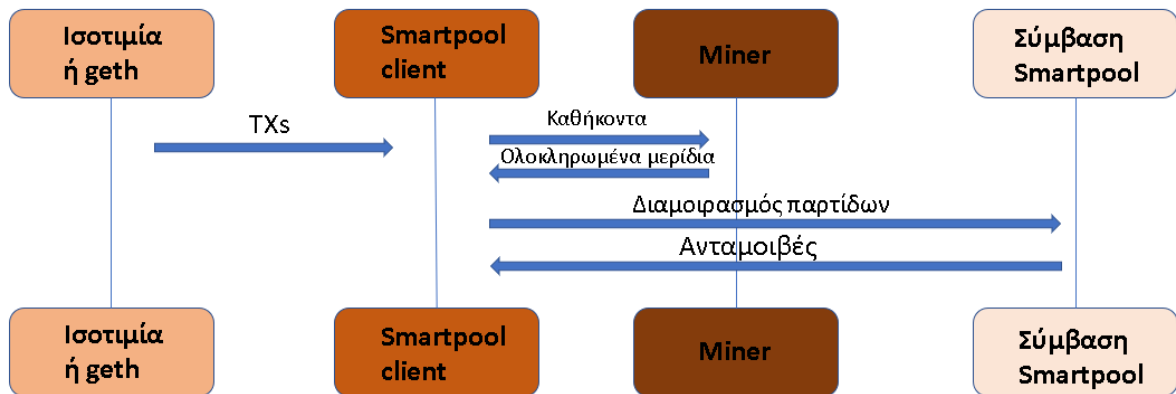 Ισοτιμία
ή geth
Smartpool
client
Miner
Σύμβαση
Smartpool
TXs
Καθήκοντα
Ολοκληρωμένα μερίδια
Διαμοιρασμός παρτίδων
Ανταμοιβές
Ισοτιμία
ή geth
Smartpool
client
Miner
Σύμβαση
Smartpool